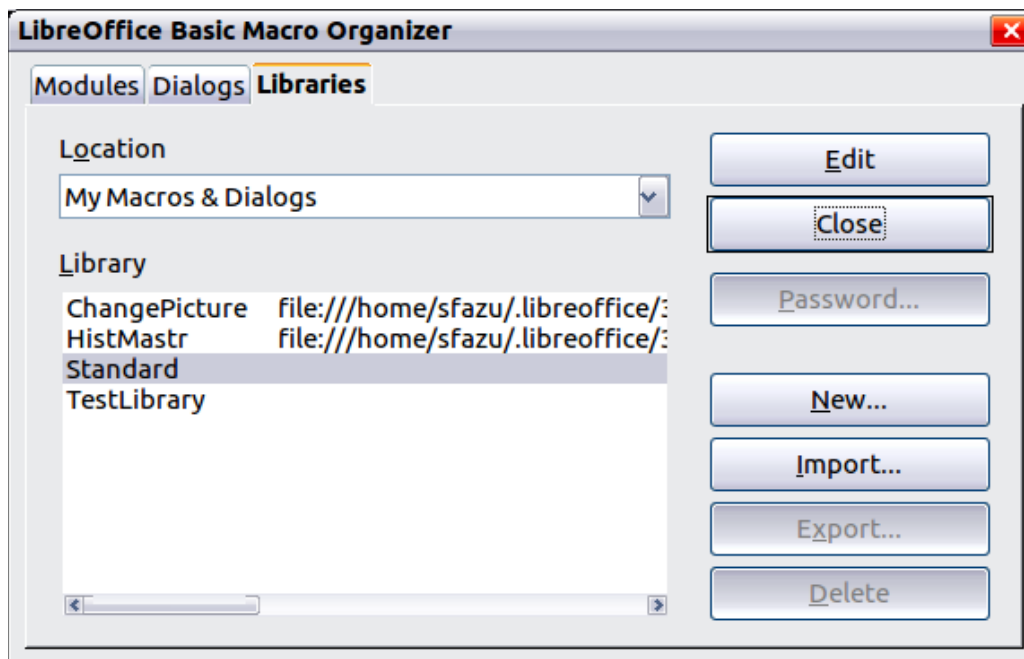 LibreOffice Basic Macro Organizer
Modules Dialogs Libraries
Location
My Macros & Dialogs
Library
ChangePicture file:///home/sfazu/.libreoffice/3
HistMastr file:///home/sfazu/.libreoffice/3
Standard
TestLibrary
Edit
Close
Password...
New...
Import...
Export...
Delete